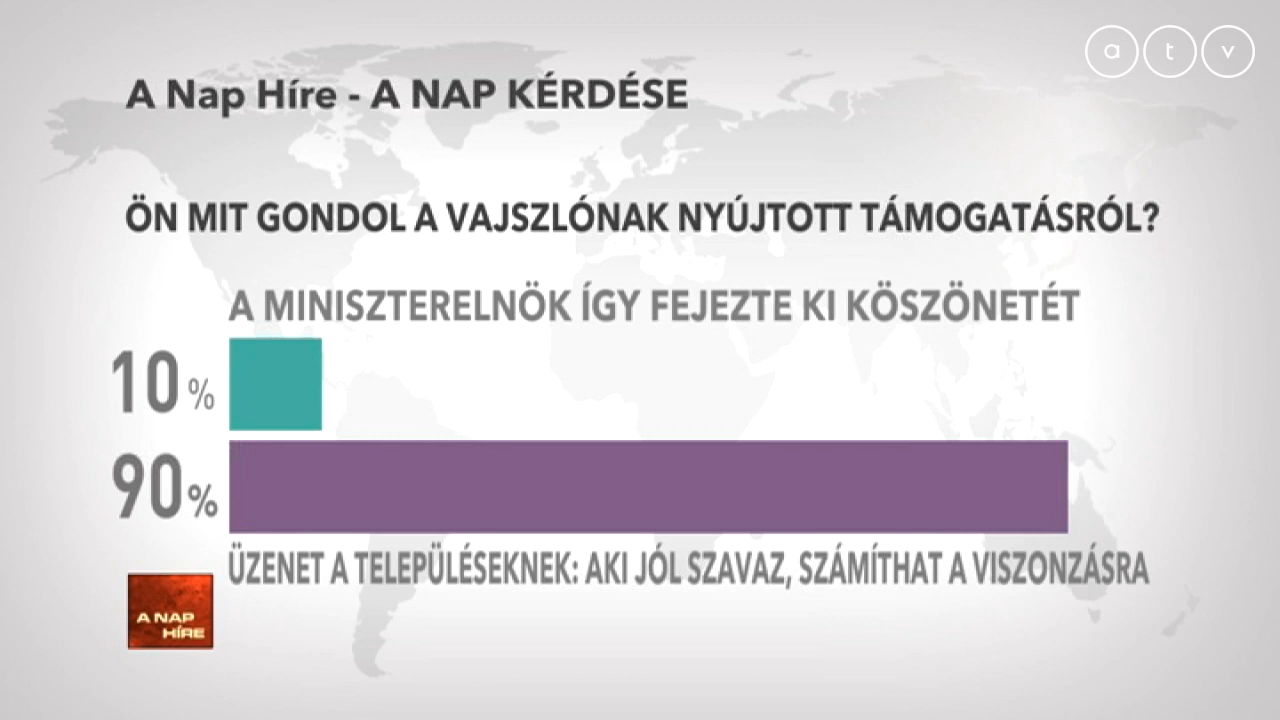 a t v
A Nap Híre - A NAP KÉRDÉSE
ÖN MIT GONDOL A VAJSZLÓNAK NYÚJTOTT TÁMOGATÁSRÓL?
A MINISZTERELNÖK ÍGY FEJEZTE KI KÖSZÖNETÉT
10 %
90 %
ÜZENET A TELEPÜLÉSEKNEK: AKI JÓL SZAVAZ, SZÁMÍTHAT A VISZONZÁSRA
A NAP
HÍRE